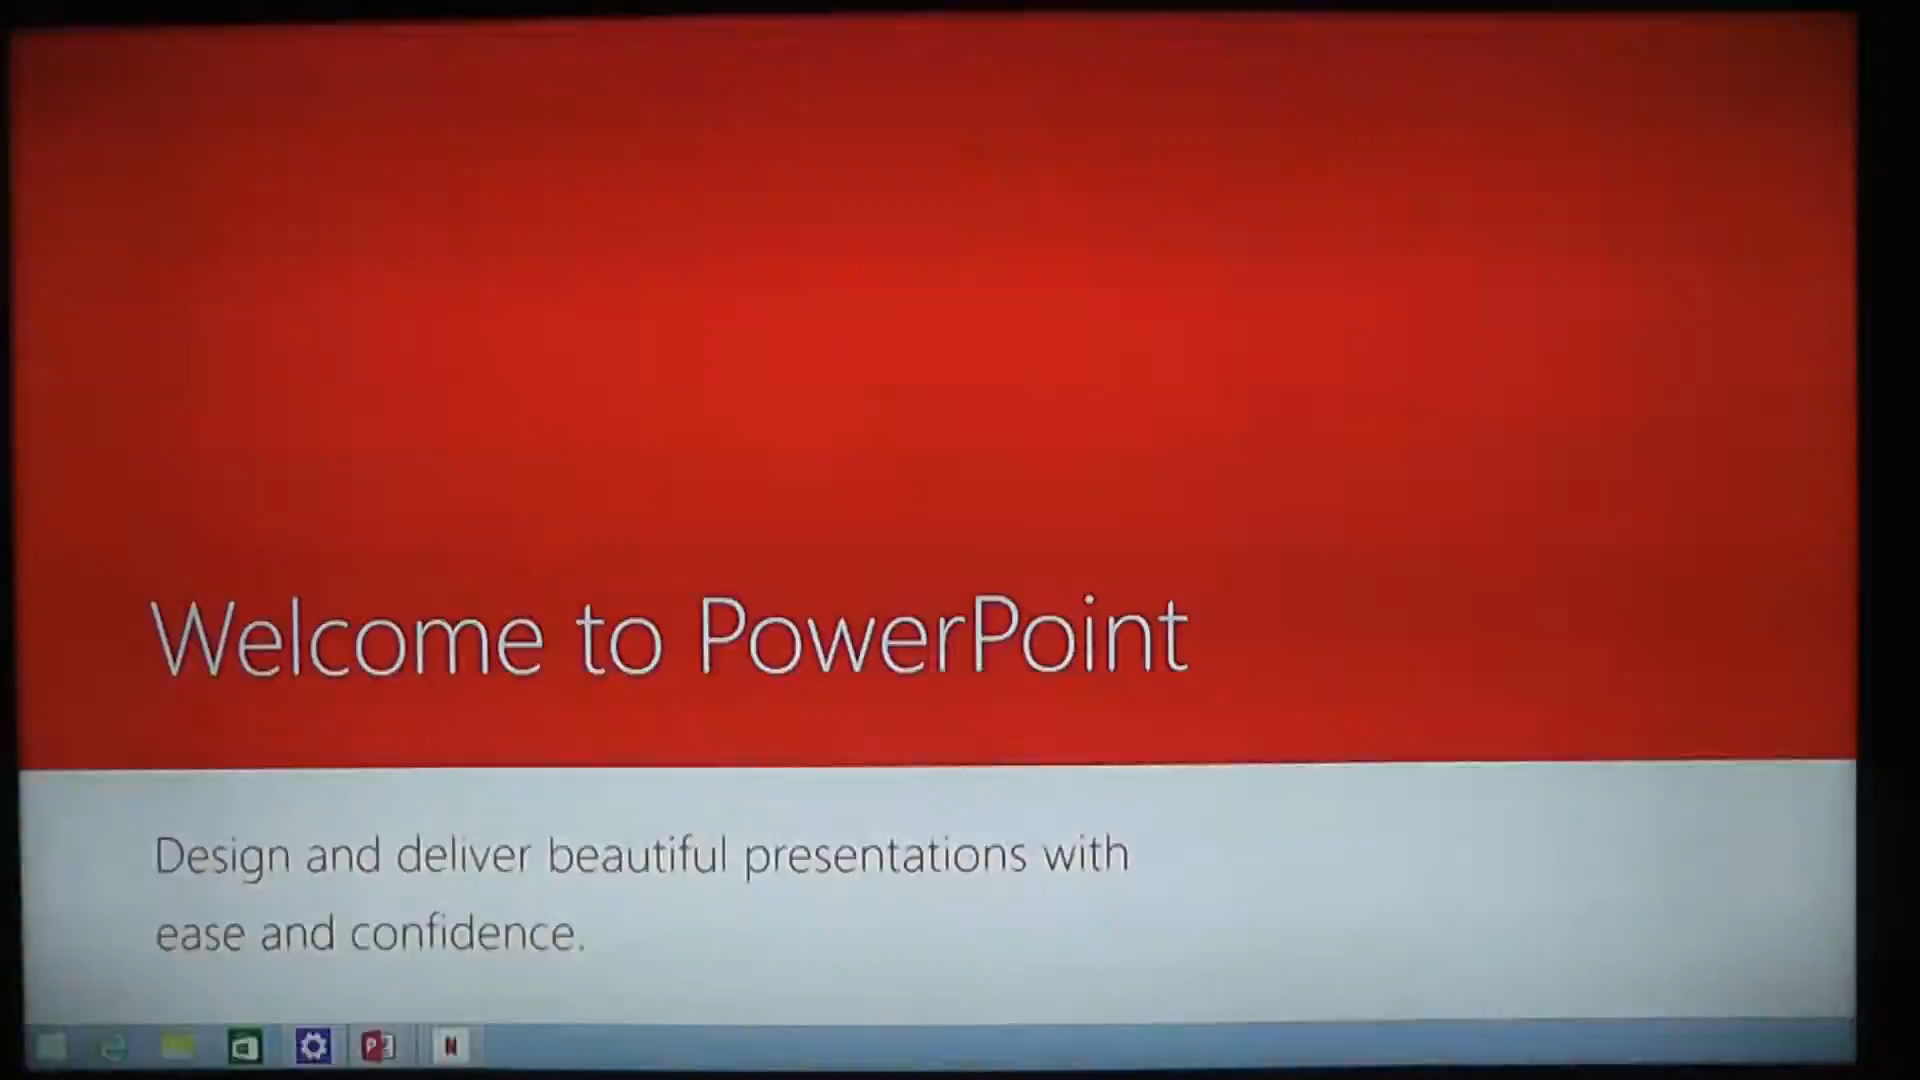 Welcome to PowerPoint
Design and deliver beautiful presentations with
ease and confidence.
P
N